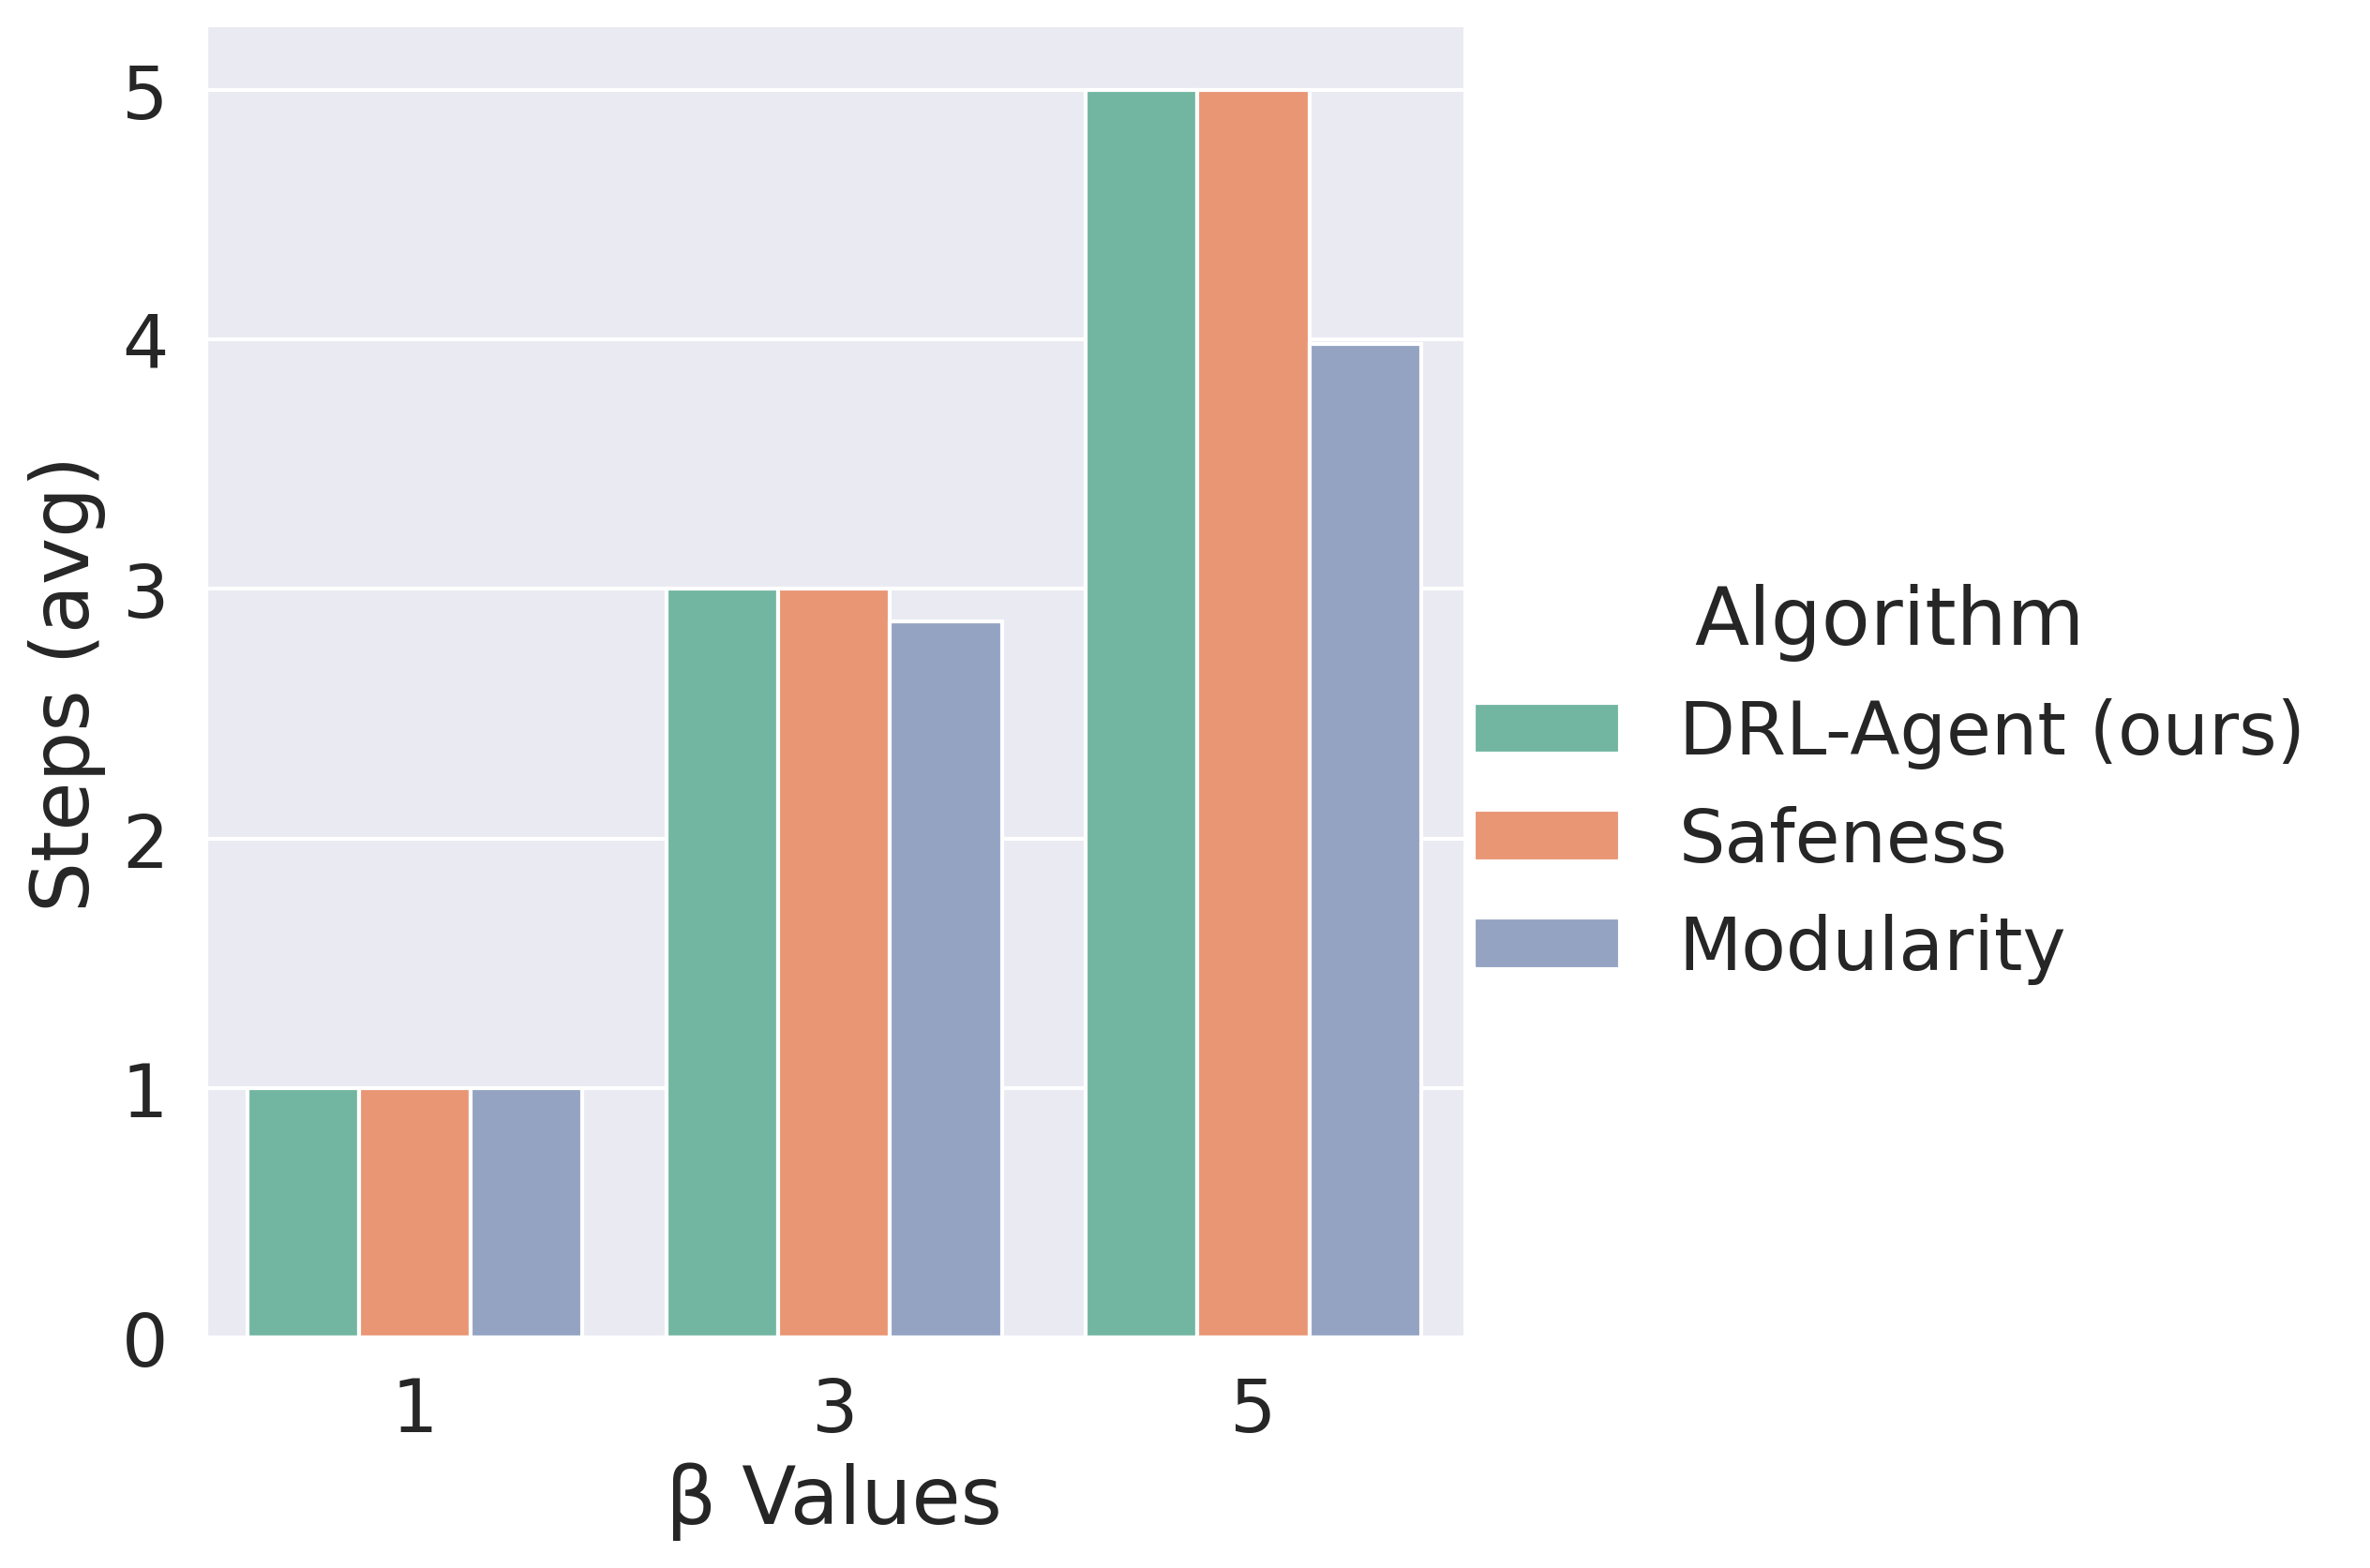 5
4
3
2
1
0
Steps (avg)
1 3 5
β Values
Algorithm
DRL-Agent (ours)
Safeness
Modularity